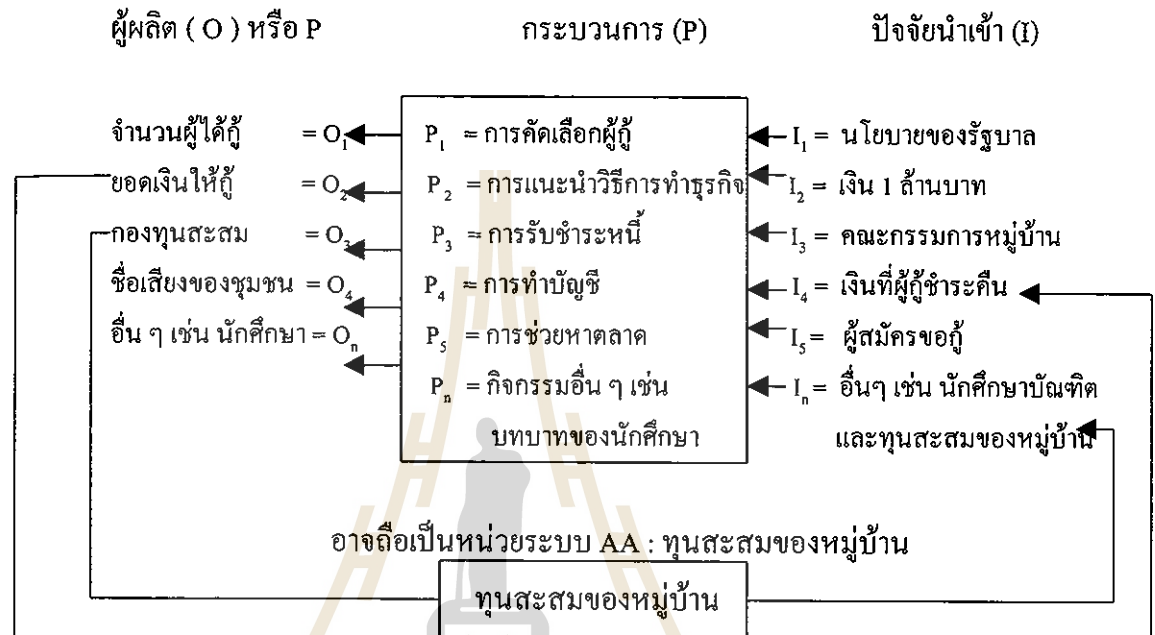 ผู้ผลิต ( O ) หรือ P กระบวนการ (P) ปัจจัยนำเข้า (I)
จำนวนผู้ได้กู้ = O1 P1 = การคัดเลือกผู้กู้ I1 = นโยบายของรัฐบาล
ยอดเงินให้กู้ = O2 P2 = การแนะนำวิธีการทำธุรกิจ I2 = เงิน 1 ล้านบาท
กองทุนสะสม = O3 P3 = การรับชำระหนี้ I3 = คณะกรรมการหมู่บ้าน
ชื่อเสียงของชุมชน = O4 P4 = การทำบัญชี I4 = เงินที่ผู้กู้ชำระคืน
อื่น ๆ เช่น นักศึกษา = On P5 = การช่วยหาตลาด I5 = ผู้สมัครขอกู้
Pn = กิจกรรมอื่น ๆ เช่น In = อื่นๆ เช่น นักศึกษาบัณฑิต
บทบาทของนักศึกษา และทุนสะสมของหมู่บ้าน
อาจถือเป็นหน่วยระบบ AA : ทุนสะสมของหมู่บ้าน
ทุนสะสมของหมู่บ้าน